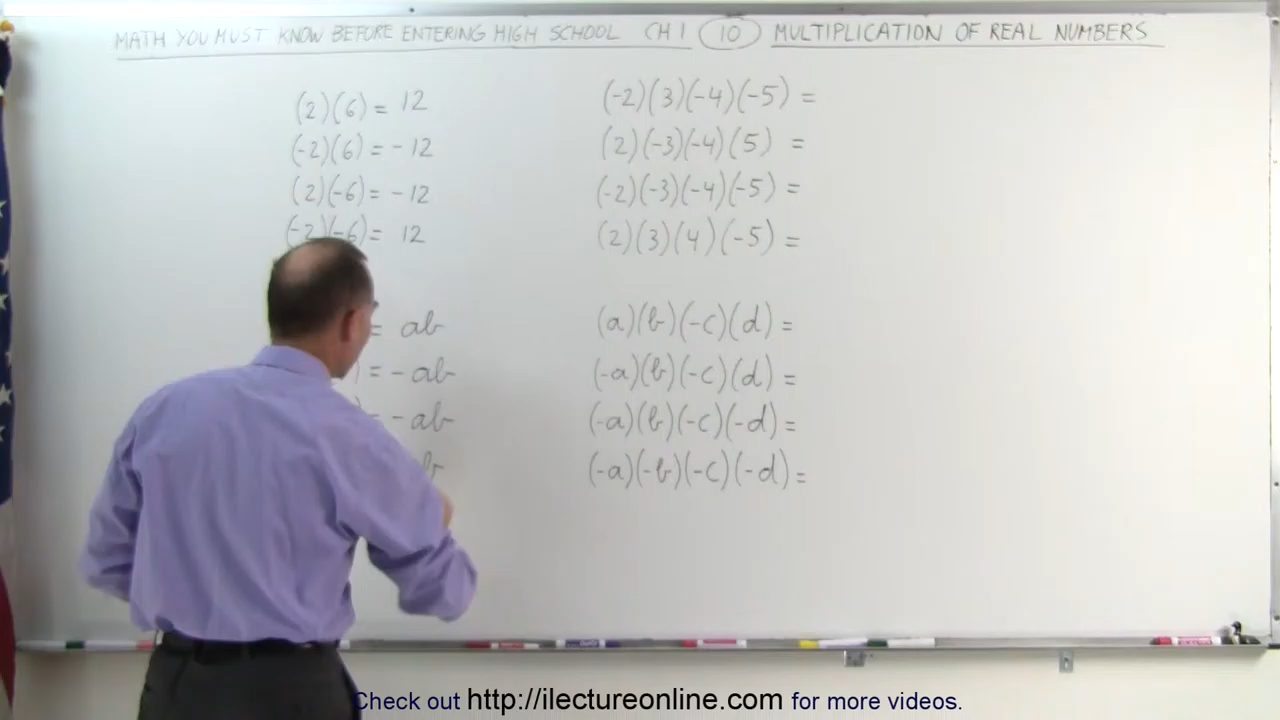 MATH YOU MUST KNOW BEFORE ENTERING HIGH SCHOOL CH 1 10 MULTIPLICATION OF REAL NUMBERS
(2)(6) = 12
(-2)(6) = -12
(2)(-6) = -12
(-2)(-6) = 12
= ab
) = -ab
) = -ab
b
(-2)(3)(-4)(-5) =
(2)(-3)(-4)(5) =
(-2)(-3)(-4)(-5) =
(2)(3)(4)(-5) =
(a)(b)(-c)(d) =
(-a)(b)(-c)(d) =
(-a)(b)(-c)(-d) =
(-a)(-b)(-c)(-d) =
Check out http://ilectureonline.com for more videos.